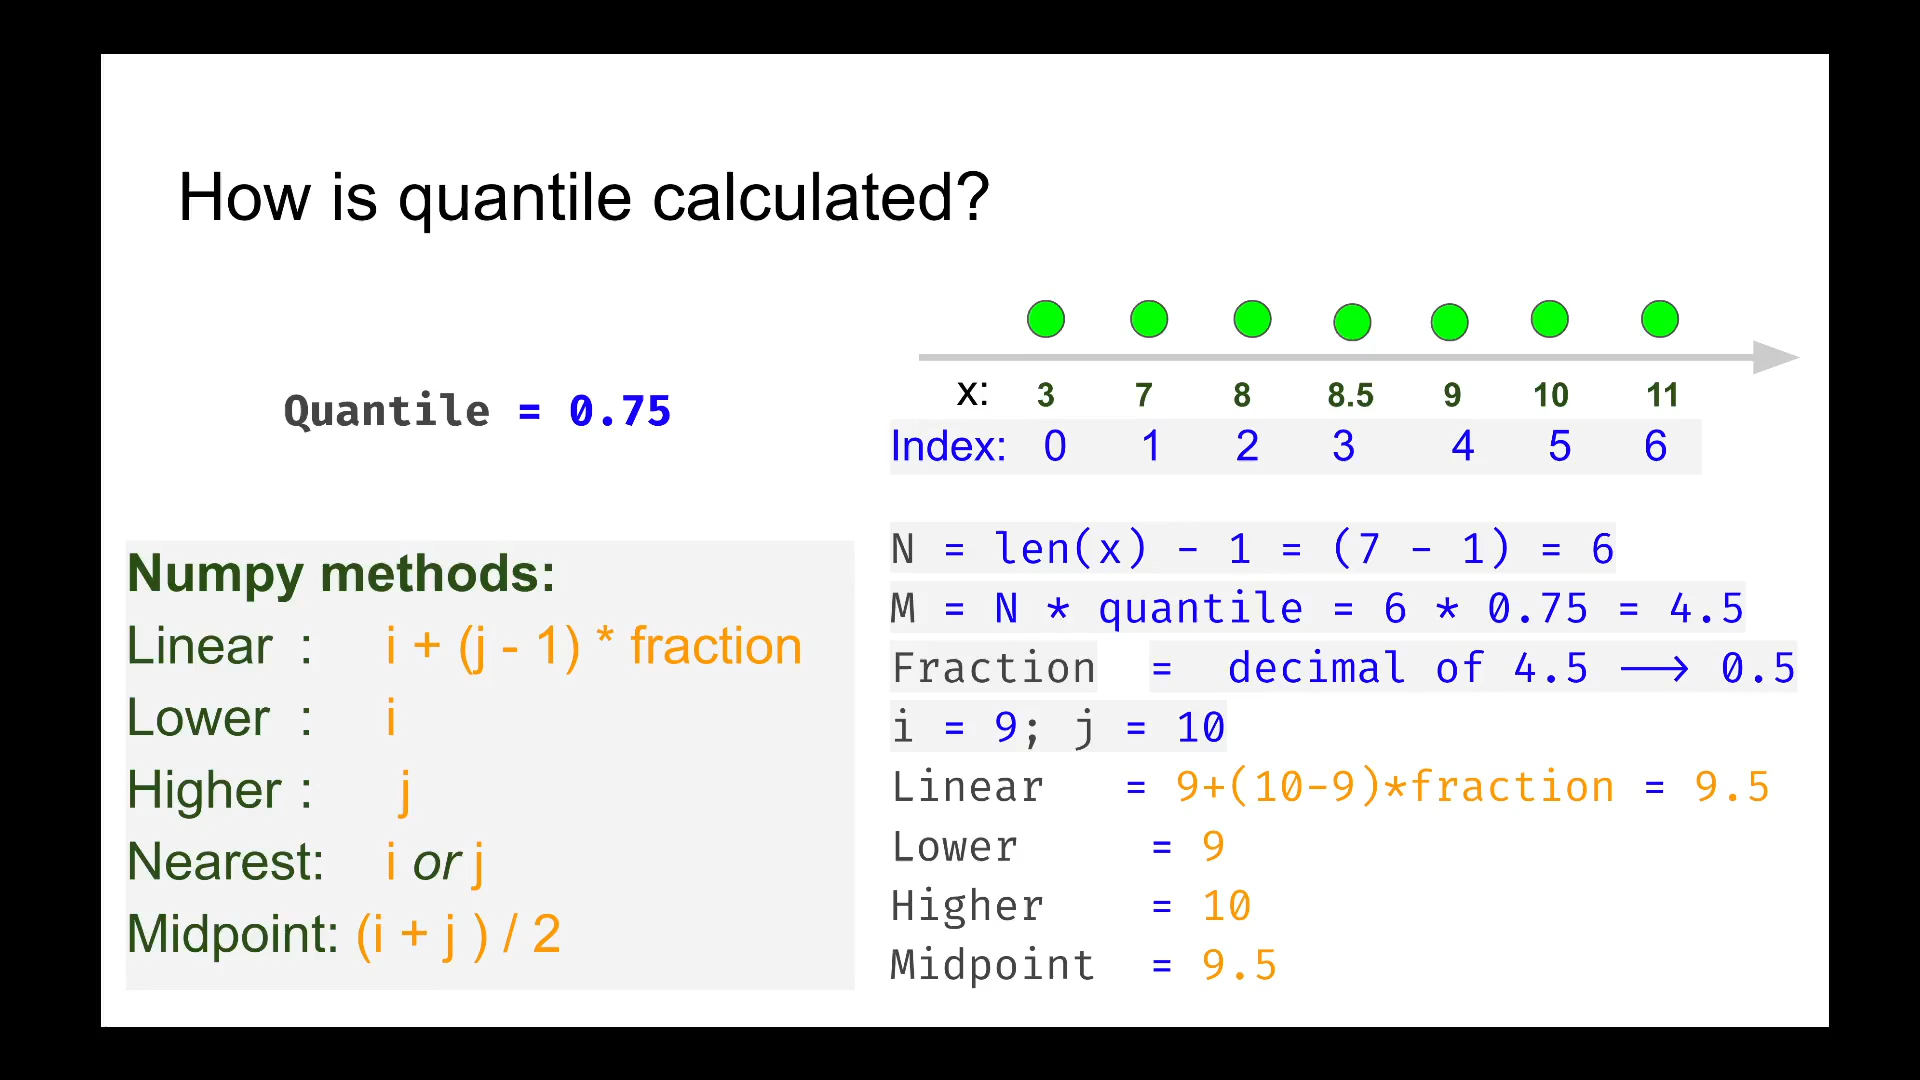 How is quantile calculated?
Quantile = 0.75
x: 3 7 8 8.5 9 10 11
Index: 0 1 2 3 4 5 6
Numpy methods:
Linear : i + (j - 1) * fraction
Lower : i
Higher : j
Nearest: i or j
Midpoint: (i + j ) / 2
N = len(x) - 1 = (7 - 1) = 6
M = N * quantile = 6 * 0.75 = 4.5
Fraction = decimal of 4.5 ⟶ 0.5
i = 9; j = 10
Linear = 9+(10-9)*fraction = 9.5
Lower = 9
Higher = 10
Midpoint = 9.5